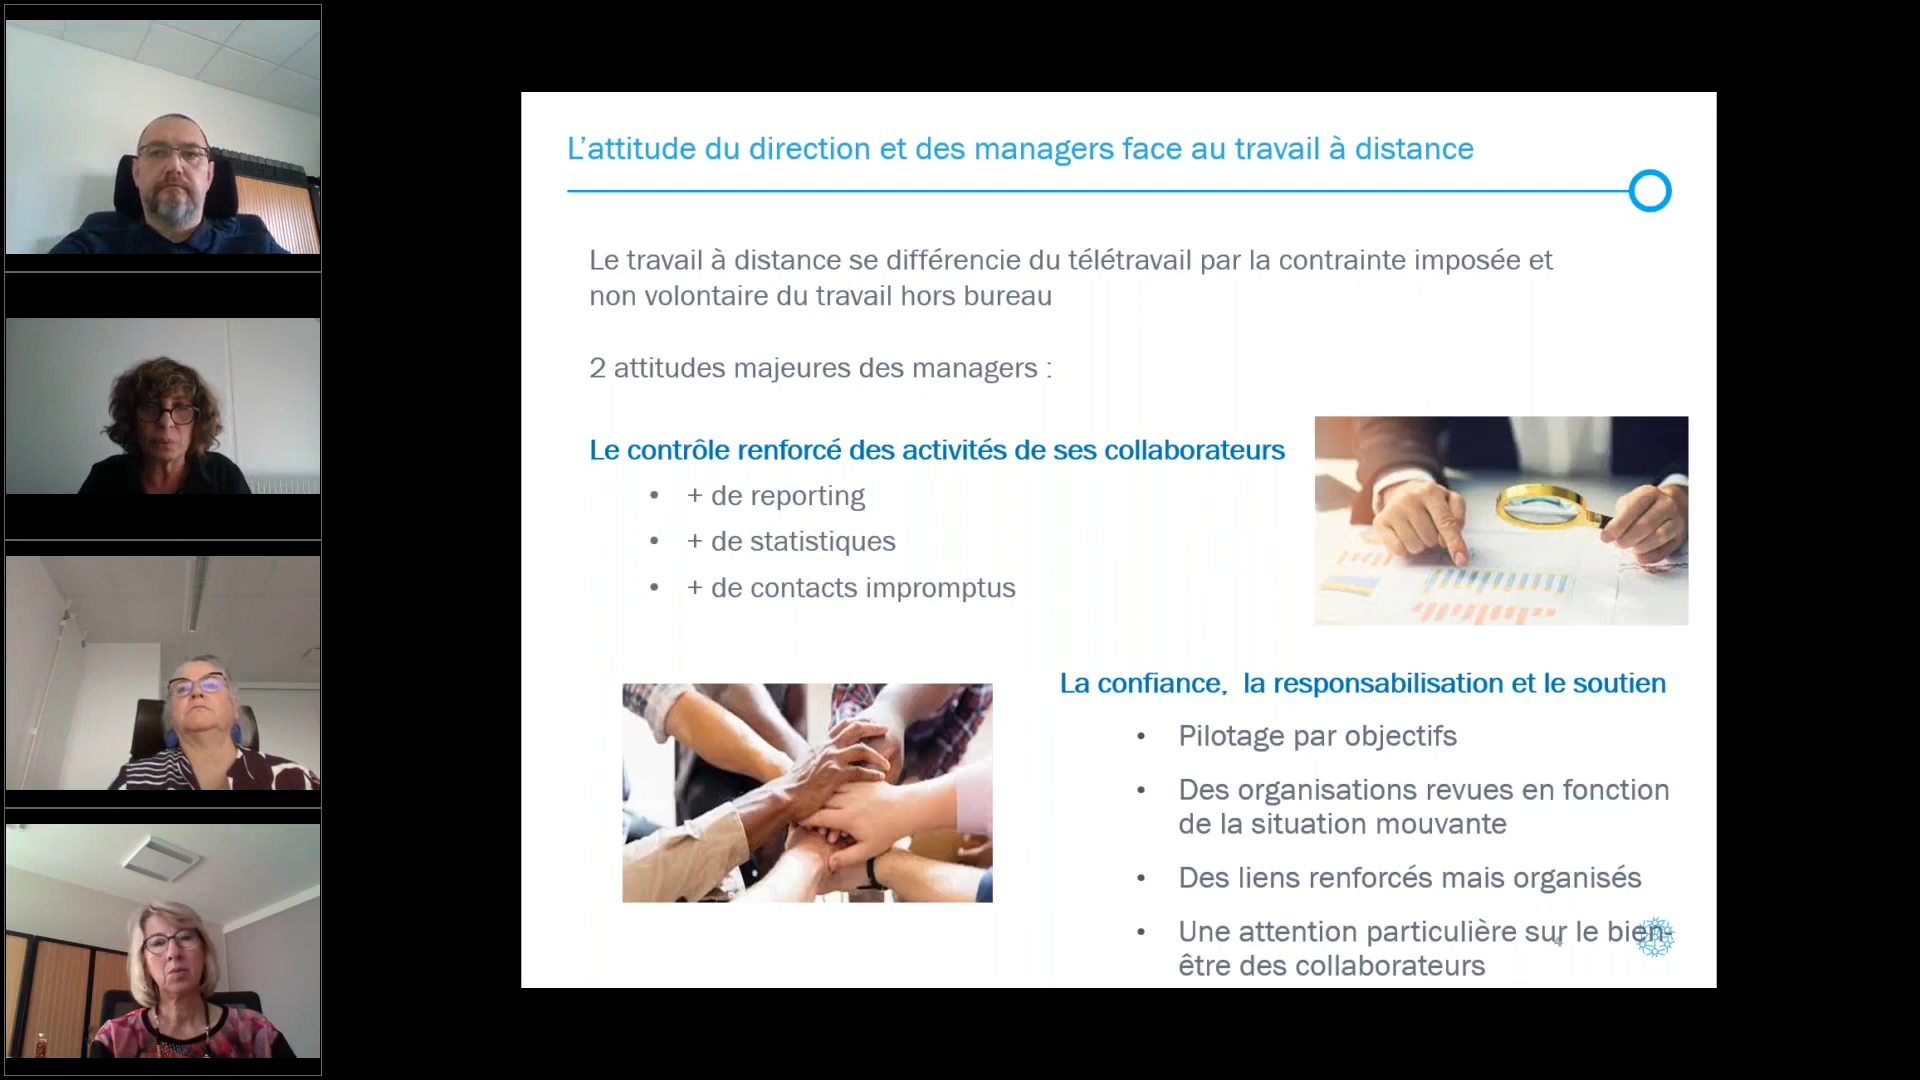 L’attitude du direction et des managers face au travail à distance
Le travail à distance se différencie du télétravail par la contrainte imposée et
non volontaire du travail hors bureau
2 attitudes majeures des managers :
Le contrôle renforcé des activités de ses collaborateurs
• + de reporting
• + de statistiques
• + de contacts impromptus
La confiance,  la responsabilisation et le soutien
• Pilotage par objectifs
• Des organisations revues en fonction
de la situation mouvante
• Des liens renforcés mais organisés
• Une attention particulière sur le bien-
être des collaborateurs
4